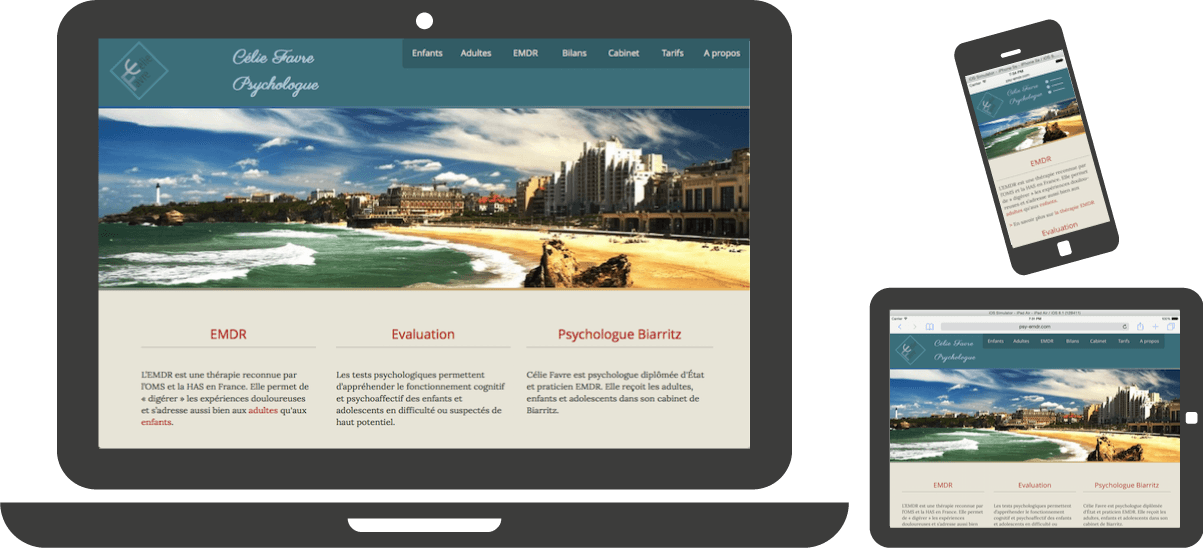 Célie Favre
Psychologue
Enfants Adultes EMDR Bilans Cabinet Tarifs A propos
EMDR
L'EMDR est une thérapie reconnue par
l'OMS et la HAS en France. Elle permet de
« digérer » les expériences douloureuses
et s'adresse aussi bien aux adultes qu'aux
enfants.
Evaluation
Les tests psychologiques permettent
d'appréhender le fonctionnement cognitif
et psychoaffectif des enfants et
adolescents en difficulté ou suspectés de
haut potentiel.
Psychologue Biarritz
Célie Favre est psychologue diplômée d'État
et praticien EMDR. Elle reçoit les adultes,
enfants et adolescents dans son cabinet de
Biarritz.
psy-emdr.com
Célie Favre
Psychologue
EMDR
L'EMDR est une thérapie reconnue par
l'OMS et la HAS en France. Elle permet
de « digérer » les expériences doulou-
reuses et s'adresse aussi bien aux
adultes qu'aux enfants.
> En savoir plus sur la thérapie EMDR
Evaluation
psy-emdr.com
Célie Favre
Psychologue
Enfants Adultes EMDR Bilans Cabinet Tarifs A propos
EMDR
L'EMDR est une thérapie reconnue par
l'OMS et la HAS en France. Elle permet
de « digérer » les expériences
douloureuses et s'adresse aussi bien
Evaluation
Les tests psychologiques permettent
d'appréhender le fonctionnement
cognitif et psychoaffectif des enfants
et adolescents en difficulté ou
Psychologue Biarritz
Célie Favre est psychologue diplômée
d'État et praticien EMDR. Elle reçoit les
adultes, enfants et adolescents dans son
cabinet de Biarritz.